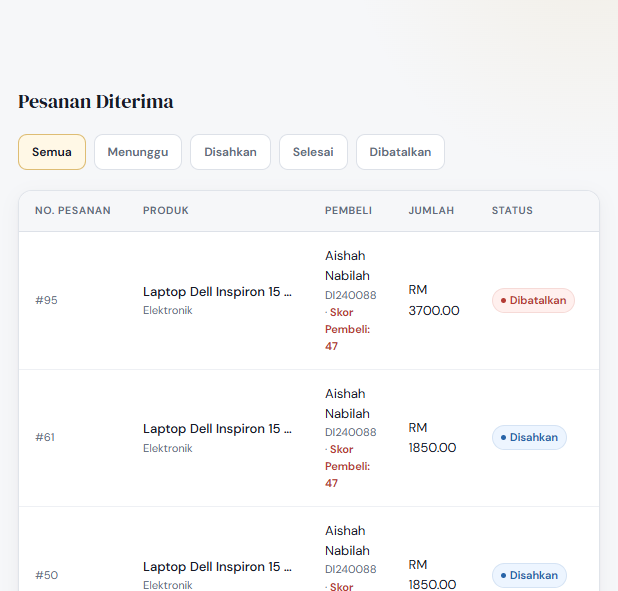 Pesanan Diterima
Semua Menunggu Disahkan Selesai Dibatalkan
NO. PESANAN PRODUK PEMBELI JUMLAH STATUS
#95
Laptop Dell Inspiron 15 ...
Elektronik
Aishah
Nabilah
DI240088
· Skor
Pembeli:
47
RM
3700.00
Dibatalkan
#61
Laptop Dell Inspiron 15 ...
Elektronik
Aishah
Nabilah
DI240088
· Skor
Pembeli:
47
RM
1850.00
Disahkan
#50
Laptop Dell Inspiron 15 ...
Elektronik
Aishah
Nabilah
DI240088
· Skor
RM
1850.00
Disahkan